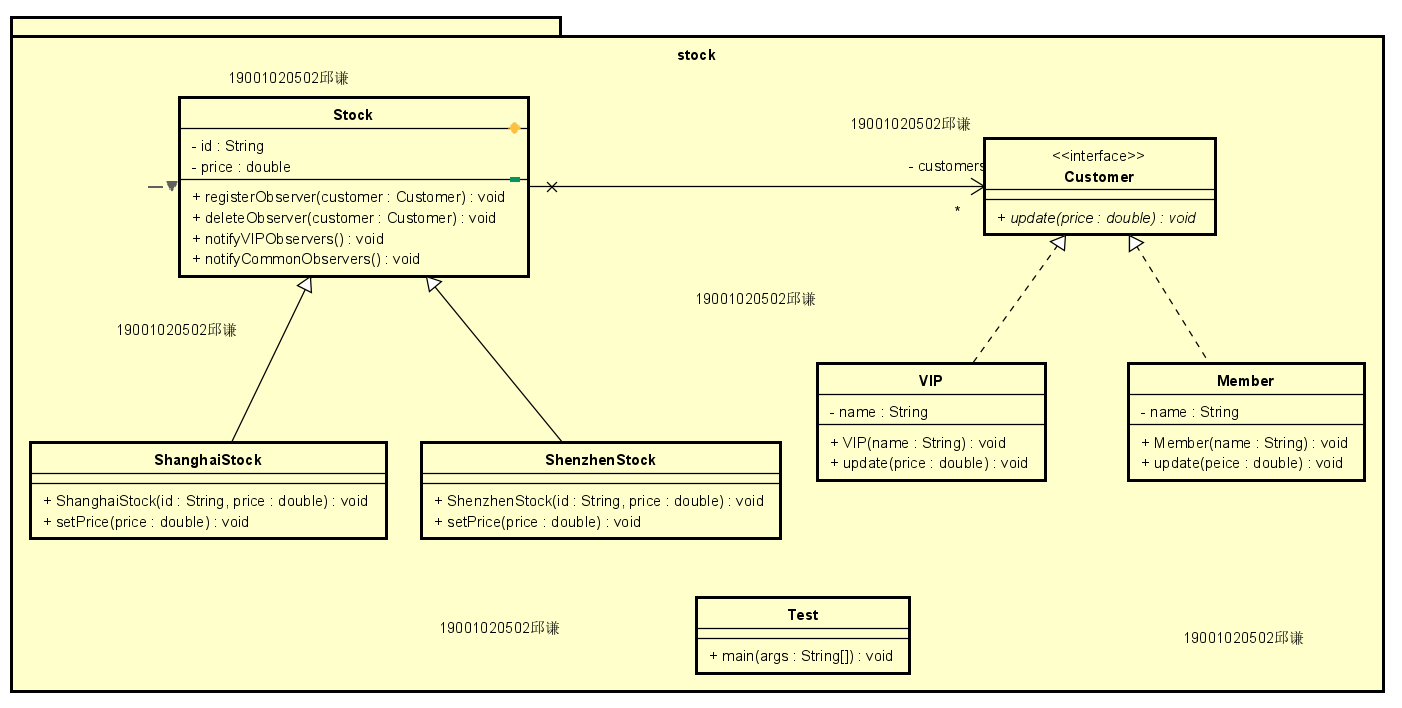 stock
19001020502邱谦
Stock
- id : String
- price : double
+ registerObserver(customer : Customer) : void
+ deleteObserver(customer : Customer) : void
+ notifyVIPObservers() : void
+ notifyCommonObservers() : void
19001020502邱谦
- customers
*
<<interface>>
Customer
+ update(price : double) : void
19001020502邱谦
19001020502邱谦
ShanghaiStock
+ ShanghaiStock(id : String, price : double) : void
+ setPrice(price : double) : void
ShenzhenStock
+ ShenzhenStock(id : String, price : double) : void
+ setPrice(price : double) : void
VIP
- name : String
+ VIP(name : String) : void
+ update(price : double) : void
Member
- name : String
+ Member(name : String) : void
+ update(peice : double) : void
19001020502邱谦
Test
+ main(args : String[]) : void
19001020502邱谦